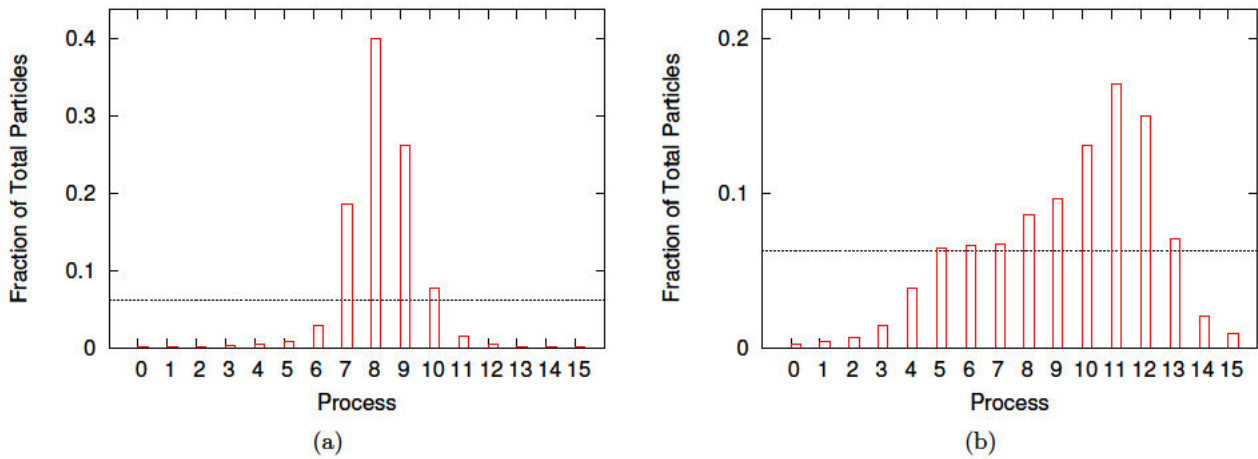 Fraction of Total Particles
0.4
0.3
0.2
0.1
0
0 1 2 3 4 5 6 7 8 9 10 11 12 13 14 15
Process
(a)
Fraction of Total Particles
0.2
0.1
0
0 1 2 3 4 5 6 7 8 9 10 11 12 13 14 15
Process
(b)